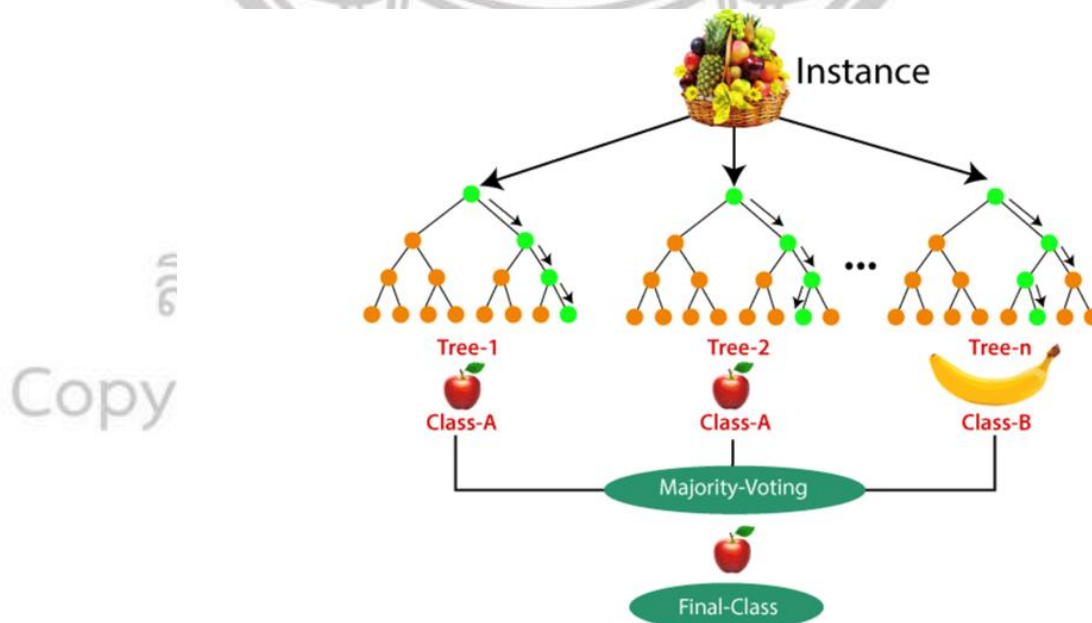 Instance
...
Tree-1 Tree-2 Tree-n
Class-A Class-A Class-B
Copy
Majority-Voting
Final-Class